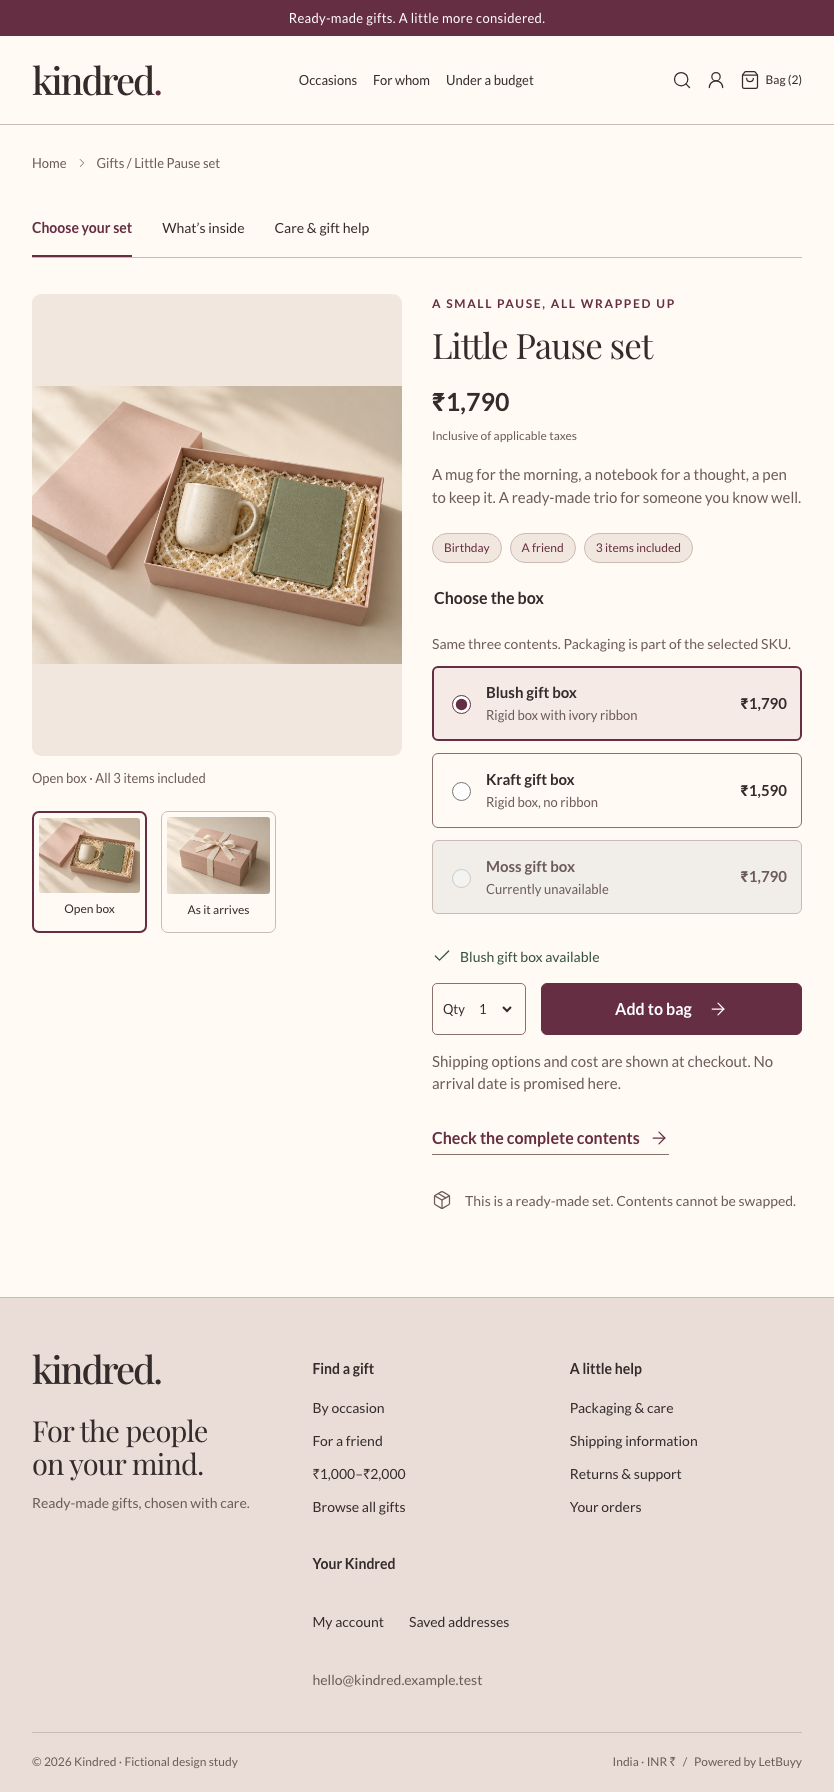 Ready-made gifts. A little more considered.
kindred.
Occasions For whom Under a budget
Bag (2)
Home Gifts / Little Pause set
Choose your set What's inside Care & gift help
A SMALL PAUSE, ALL WRAPPED UP
Little Pause set
₹1,790
Inclusive of applicable taxes
A mug for the morning, a notebook for a thought, a pen
to keep it. A ready-made trio for someone you know well.
Birthday A friend 3 items included
Choose the box
Same three contents. Packaging is part of the selected SKU.
Blush gift box
Rigid box with ivory ribbon
₹1,790
Kraft gift box
Rigid box, no ribbon
₹1,590
Moss gift box
Currently unavailable
₹1,790
Open box · All 3 items included
Open box
As it arrives
Blush gift box available
Qty 1
Add to bag
Shipping options and cost are shown at checkout. No
arrival date is promised here.
Check the complete contents
This is a ready-made set. Contents cannot be swapped.
kindred.
For the people
on your mind.
Ready-made gifts, chosen with care.
Find a gift
By occasion
For a friend
₹1,000–₹2,000
Browse all gifts
A little help
Packaging & care
Shipping information
Returns & support
Your orders
Your Kindred
My account Saved addresses
hello@kindred.example.test
© 2026 Kindred · Fictional design study
India · INR ₹ / Powered by LetBuyy